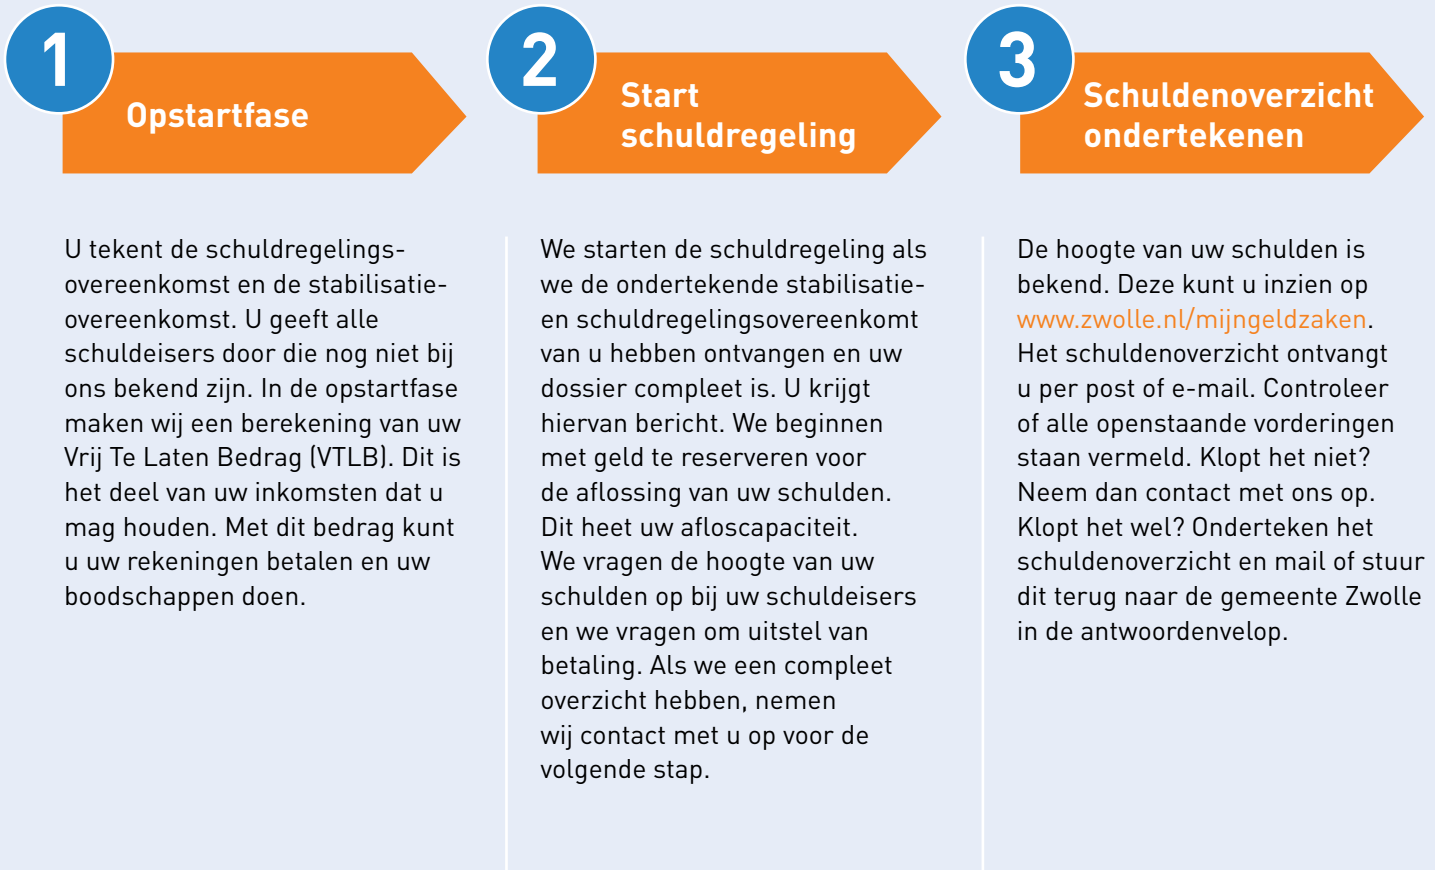 1
Opstartfase
U tekent de schuldregelings-
overeenkomst en de stabilisatie-
overeenkomst. U geeft alle
schuldeisers door die nog niet bij
ons bekend zijn. In de opstartfase
maken wij een berekening van uw
Vrij Te Laten Bedrag (VTLB). Dit is
het deel van uw inkomsten dat u
mag houden. Met dit bedrag kunt
u uw rekeningen betalen en uw
boodschappen doen.
2
Start
schuldregeling
We starten de schuldregeling als
we de ondertekende stabilisatie-
en schuldregelingsovereenkomt
van u hebben ontvangen en uw
dossier compleet is. U krijgt
hiervan bericht. We beginnen
met geld te reserveren voor
de aflossing van uw schulden.
Dit heet uw afloscapaciteit.
We vragen de hoogte van uw
schulden op bij uw schuldeisers
en we vragen om uitstel van
betaling. Als we een compleet
overzicht hebben, nemen
wij contact met u op voor de
volgende stap.
3
Schuldenoverzicht
ondertekenen
De hoogte van uw schulden is
bekend. Deze kunt u inzien op
www.zwolle.nl/mijngeldzaken.
Het schuldenoverzicht ontvangt
u per post of e-mail. Controleer
of alle openstaande vorderingen
staan vermeld. Klopt het niet?
Neem dan contact met ons op.
Klopt het wel? Onderteken het
schuldenoverzicht en mail of stuur
dit terug naar de gemeente Zwolle
in de antwoordenvelop.